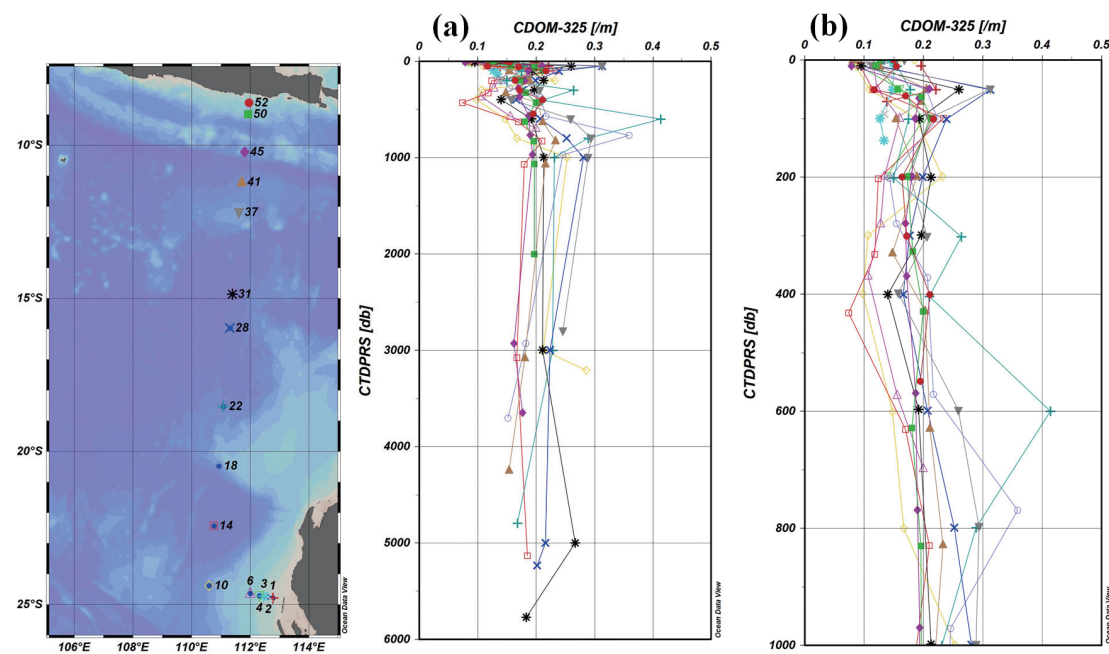 (a)
CDOM-325 [/m]
0 0.1 0.2 0.3 0.4 0.5
0
1000
2000
3000
4000
5000
6000
CTDPRS [db]
Ocean Data View
(b)
CDOM-325 [/m]
0 0.1 0.2 0.3 0.4 0.5
0
200
400
600
800
1000
CTDPRS [db]
Ocean Data View
10°S
15°S
20°S
25°S
106°E 108°E 110°E 112°E 114°E
52
50
45
41
37
31
28
22
18
14
10
6 3 1
4 2
Ocean Data View